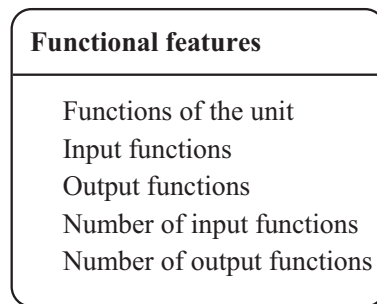 Functional features
Functions of the unit
Input functions
Output functions
Number of input functions
Number of output functions